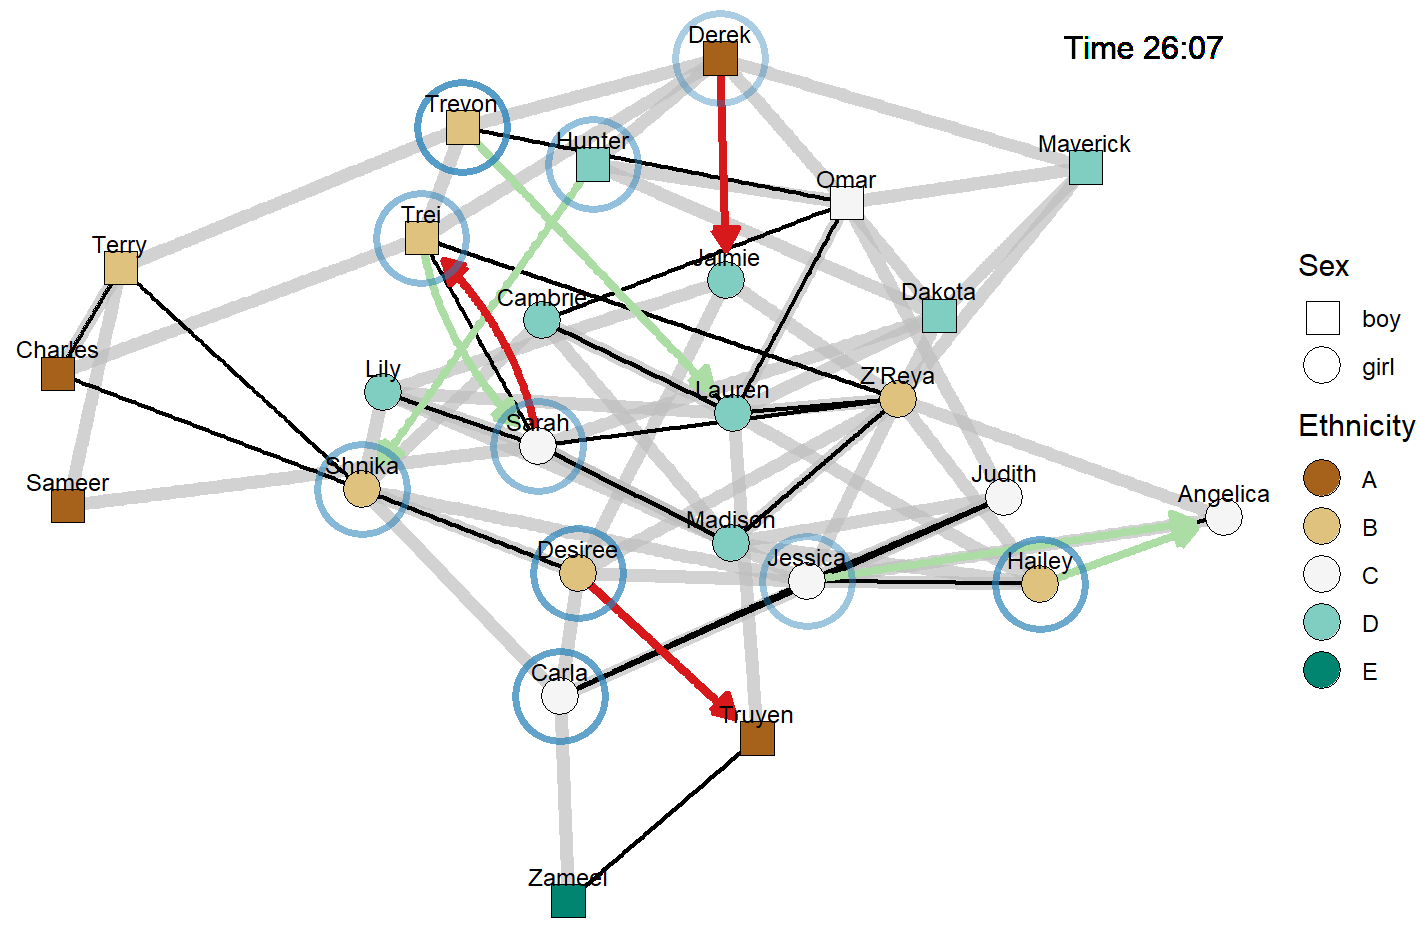 Derek
Time 26:07
Trevon
Hunter
Maverick
Omar
Trei
Terry
Jaimie
Dakota
Cambrie
Charles
Lily
Z'Reya
Lauren
Sarah
Shnika
Judith
Sameer
Angelica
Madison
Desiree
Jessica
Hailey
Carla
Truyen
Zameel
Sex
boy
girl
Ethnicity
A
B
C
D
E